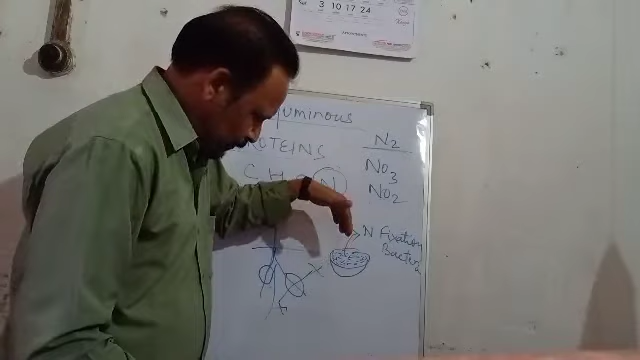 3 10 17 24
uminous
N2
OTEINS
NO3
C H N
NO2
N Fixation
Bacteria